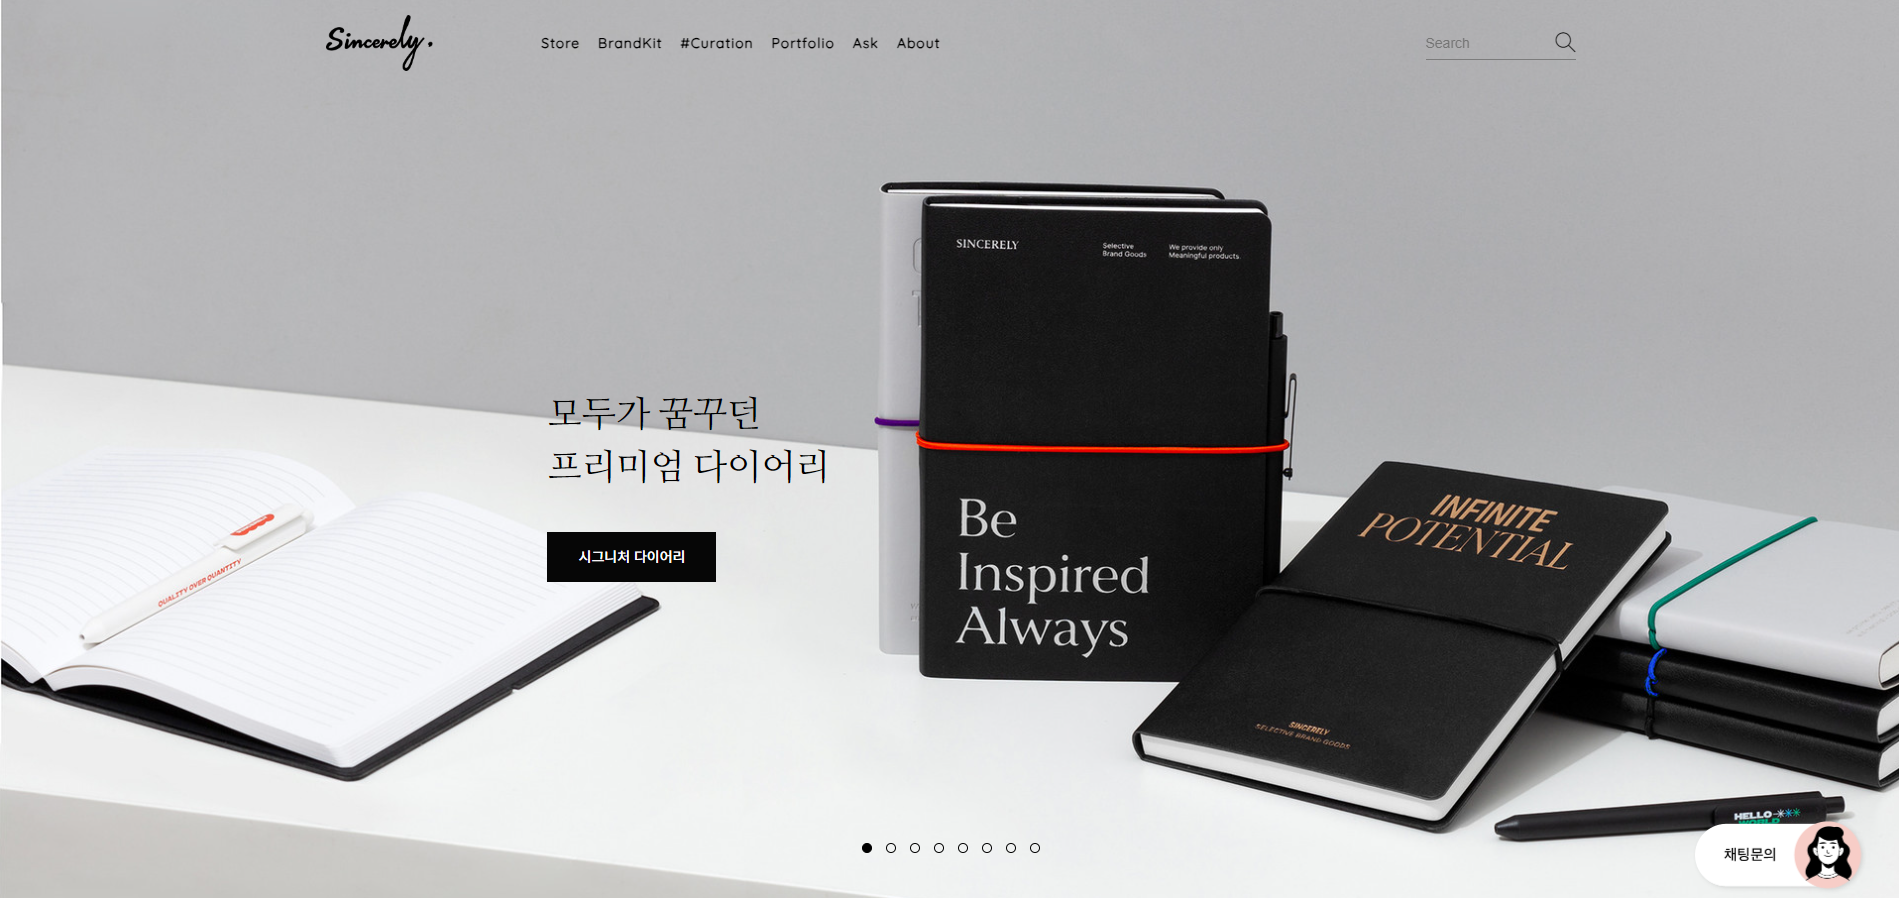 Sincerely.
Store BrandKit #Curation Portfolio Ask About
Search
SINCERELY
Selective
Brand Goods
We provide only
Meaningful products.
모두가 꿈꾸던
프리미엄 다이어리
시그니처 다이어리
QUALITY OVER QUANTITY
Be
Inspired
Always
INFINITE
POTENTIAL
SINCERELY
SELECTIVE BRAND GOODS
HELLO
WORLD
채팅문의